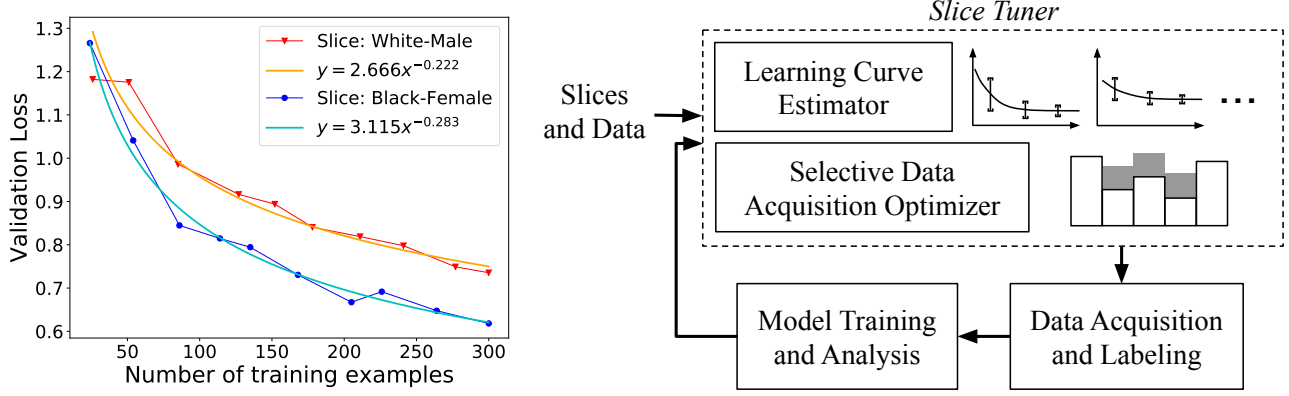 1.3
1.2
1.1
1.0
0.9
0.8
0.7
0.6
Validation Loss
50
100
150
200
250
300
Number of training examples
Slice: White-Male
y = 2.666x^{-0.222}
Slice: Black-Female
y = 3.115x^{-0.283}
Slice Tuner
Slices
and Data
Learning Curve
Estimator
...
Selective Data
Acquisition Optimizer
Model Training
and Analysis
Data Acquisition
and Labeling